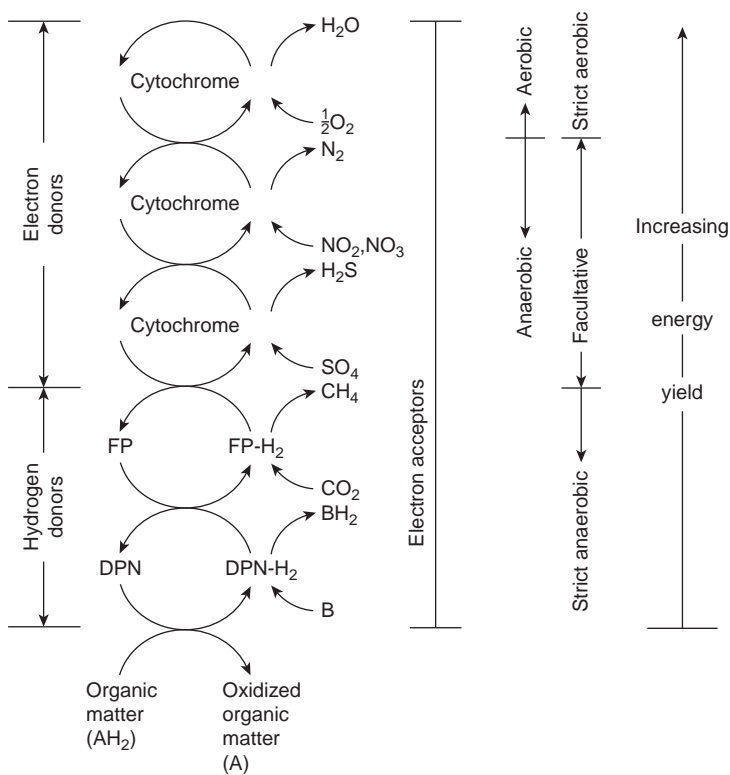 H₂O
Cytochrome
½O₂
N₂
Cytochrome
NO₂,NO₃
H₂S
Cytochrome
SO₄
CH₄
FP
FP-H₂
CO₂
BH₂
DPN
DPN-H₂
B
Organic
matter
(AH₂)
Oxidized
organic
matter
(A)
Electron
donors
Hydrogen
donors
Electron acceptors
Aerobic
Anaerobic
Strict aerobic
Facultative
Strict anaerobic
Increasing
energy
yield